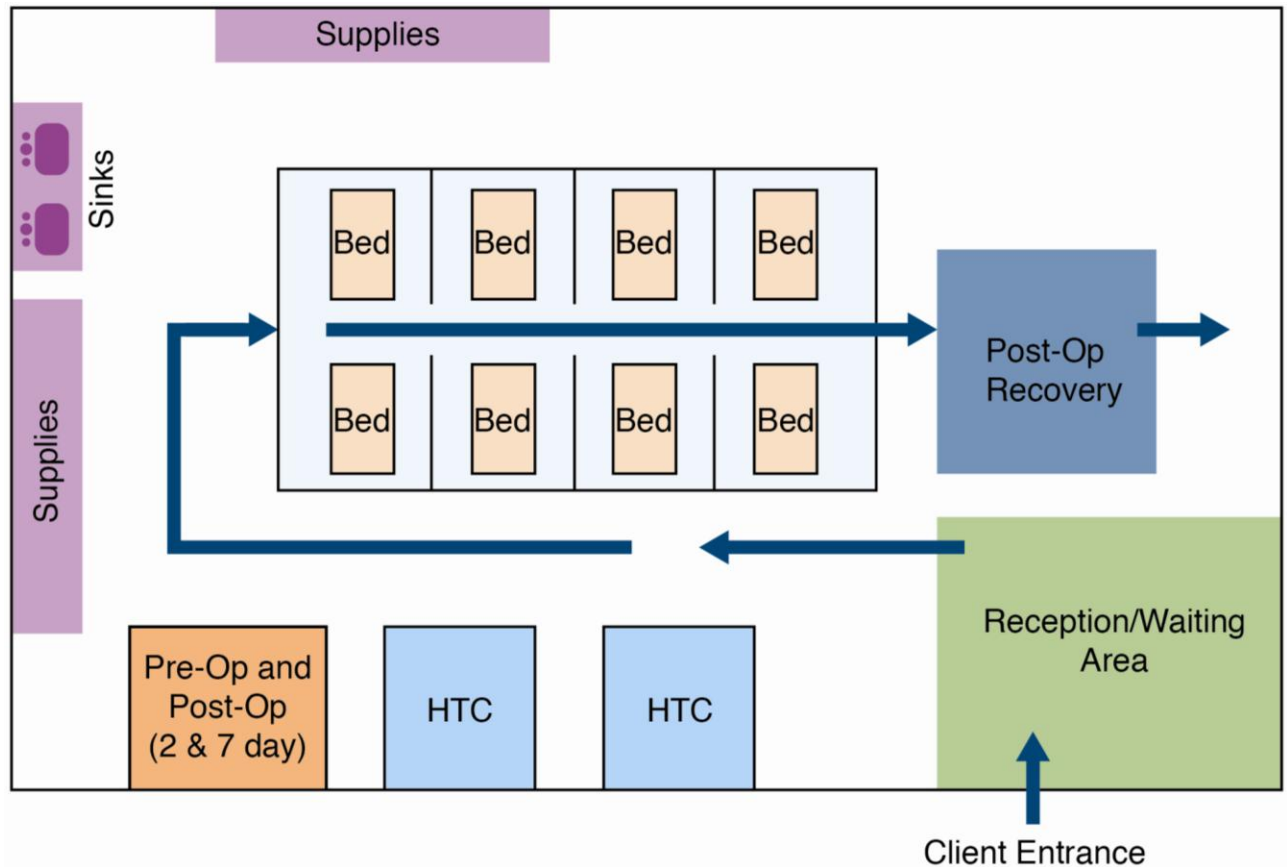 Supplies
Sinks
Bed Bed Bed Bed
Post-Op
Recovery
Bed Bed Bed Bed
Supplies
Reception/Waiting
Area
Pre-Op and
Post-Op
(2 & 7 day)
HTC
HTC
Client Entrance